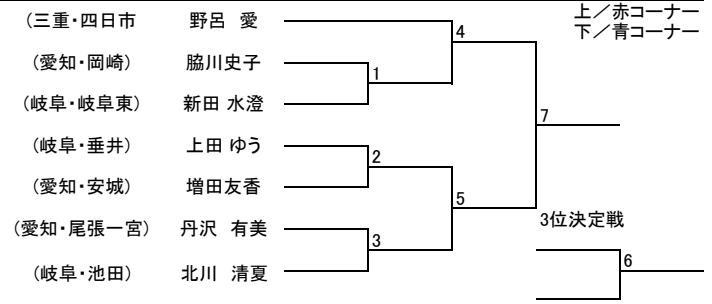 上／赤コーナー
下／青コーナー
（三重・四日市 野呂 愛
（愛知・岡崎） 脇川史子
（岐阜・岐阜東） 新田 水澄
（岐阜・垂井） 上田 ゆう
（愛知・安城） 増田友香
（愛知・尾張一宮） 丹沢 有美
（岐阜・池田） 北川 清夏
1
2
3
4
5
7
3位決定戦
6